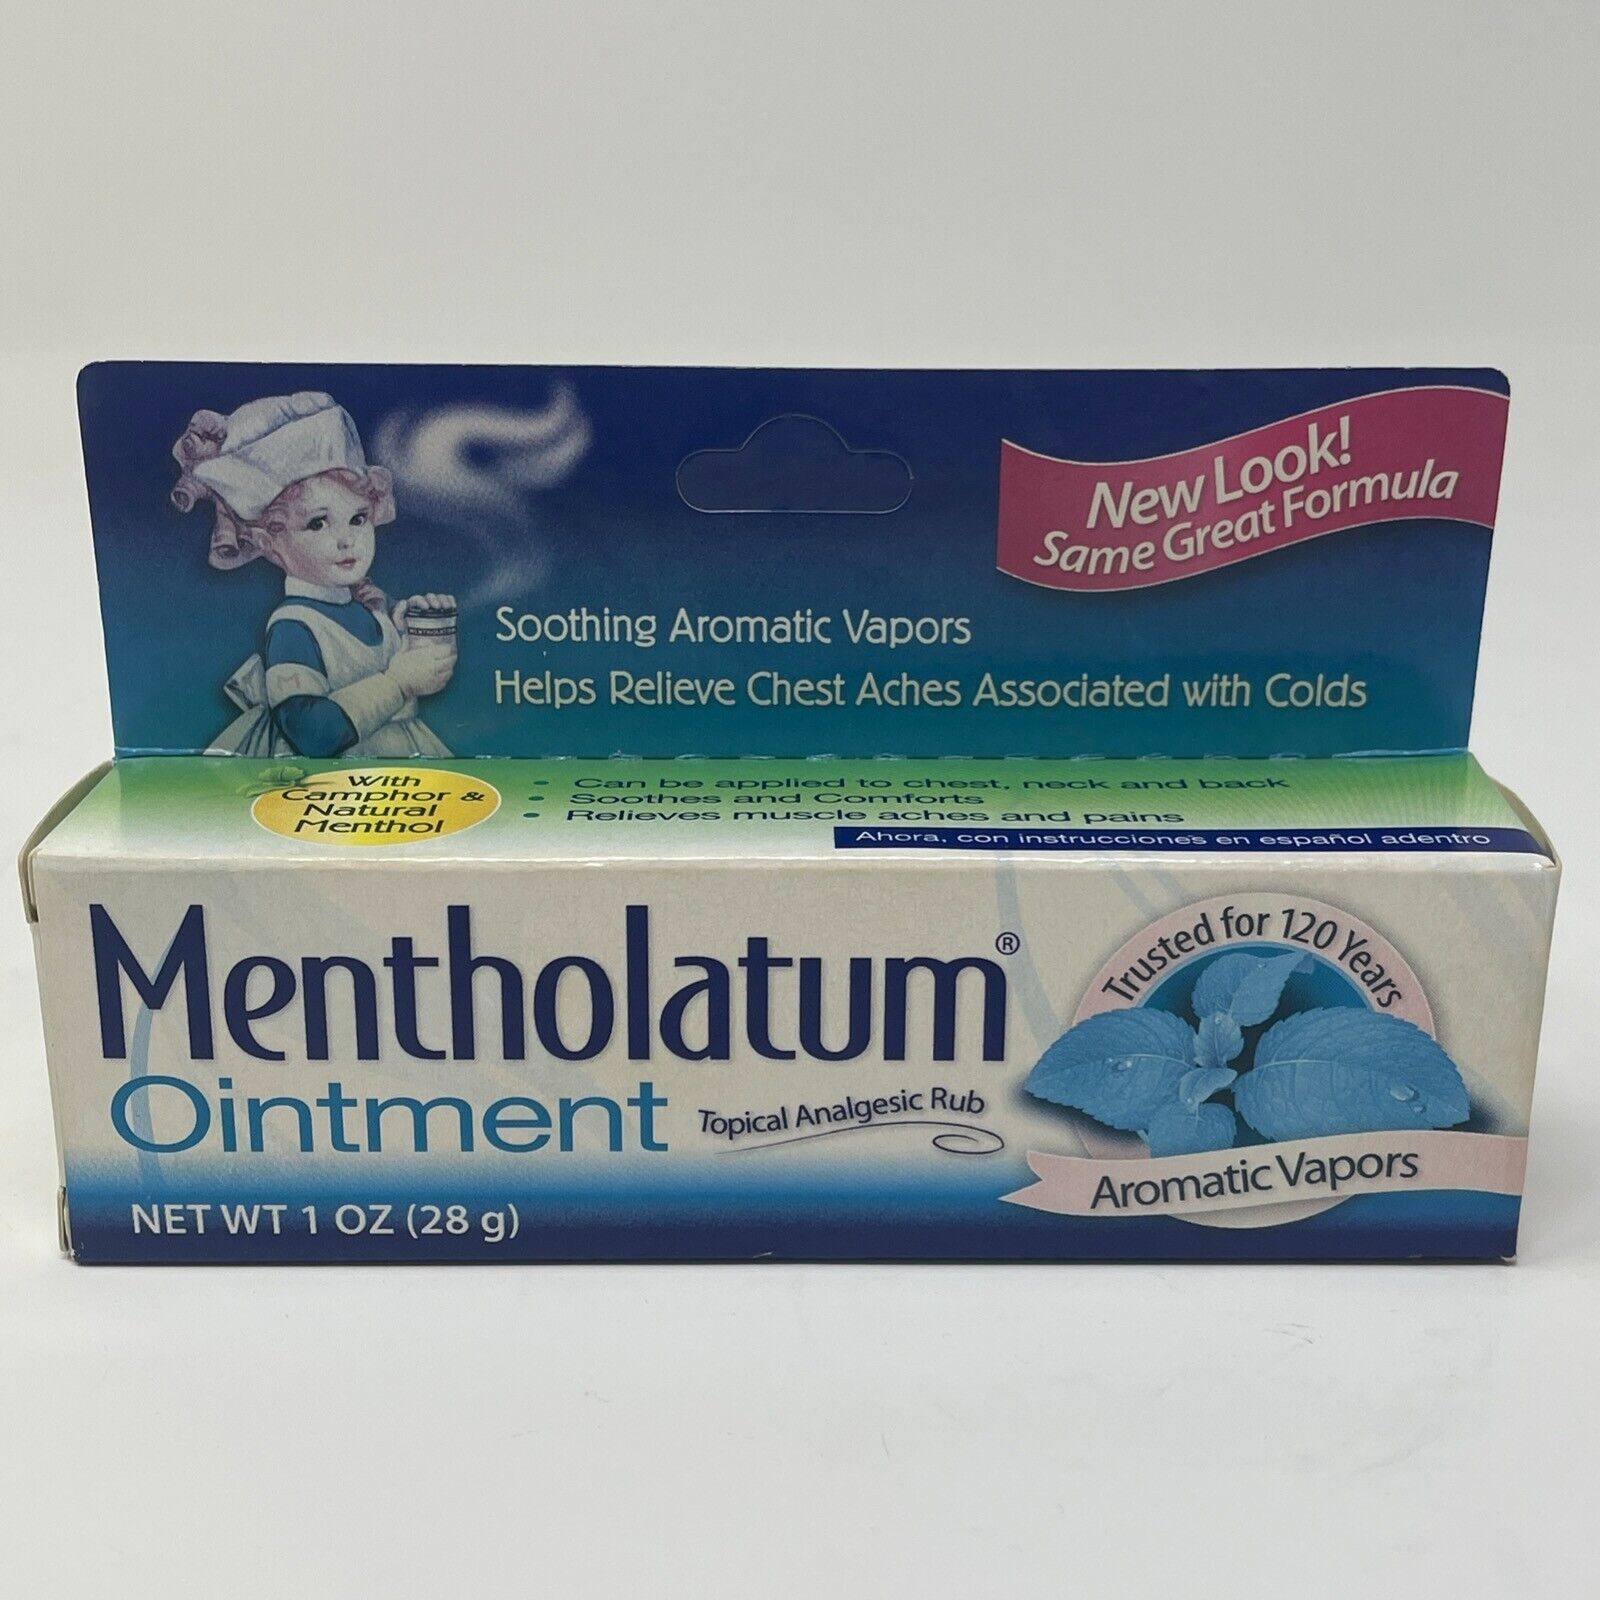 New Look!
Same Great Formula
MENTHOLATUM
M
Soothing Aromatic Vapors
Helps Relieve Chest Aches Associated with Colds
With
Camphor &
Natural
Menthol
• Can be applied to chest, neck and back
• Soothes and Comforts
• Relieves muscle aches and pains
Ahora, con instrucciones en español adentro
Mentholatum®
Ointment
Topical Analgesic Rub
NET WT 1 OZ (28 g)
Trusted for 120 Years
Aromatic Vapors